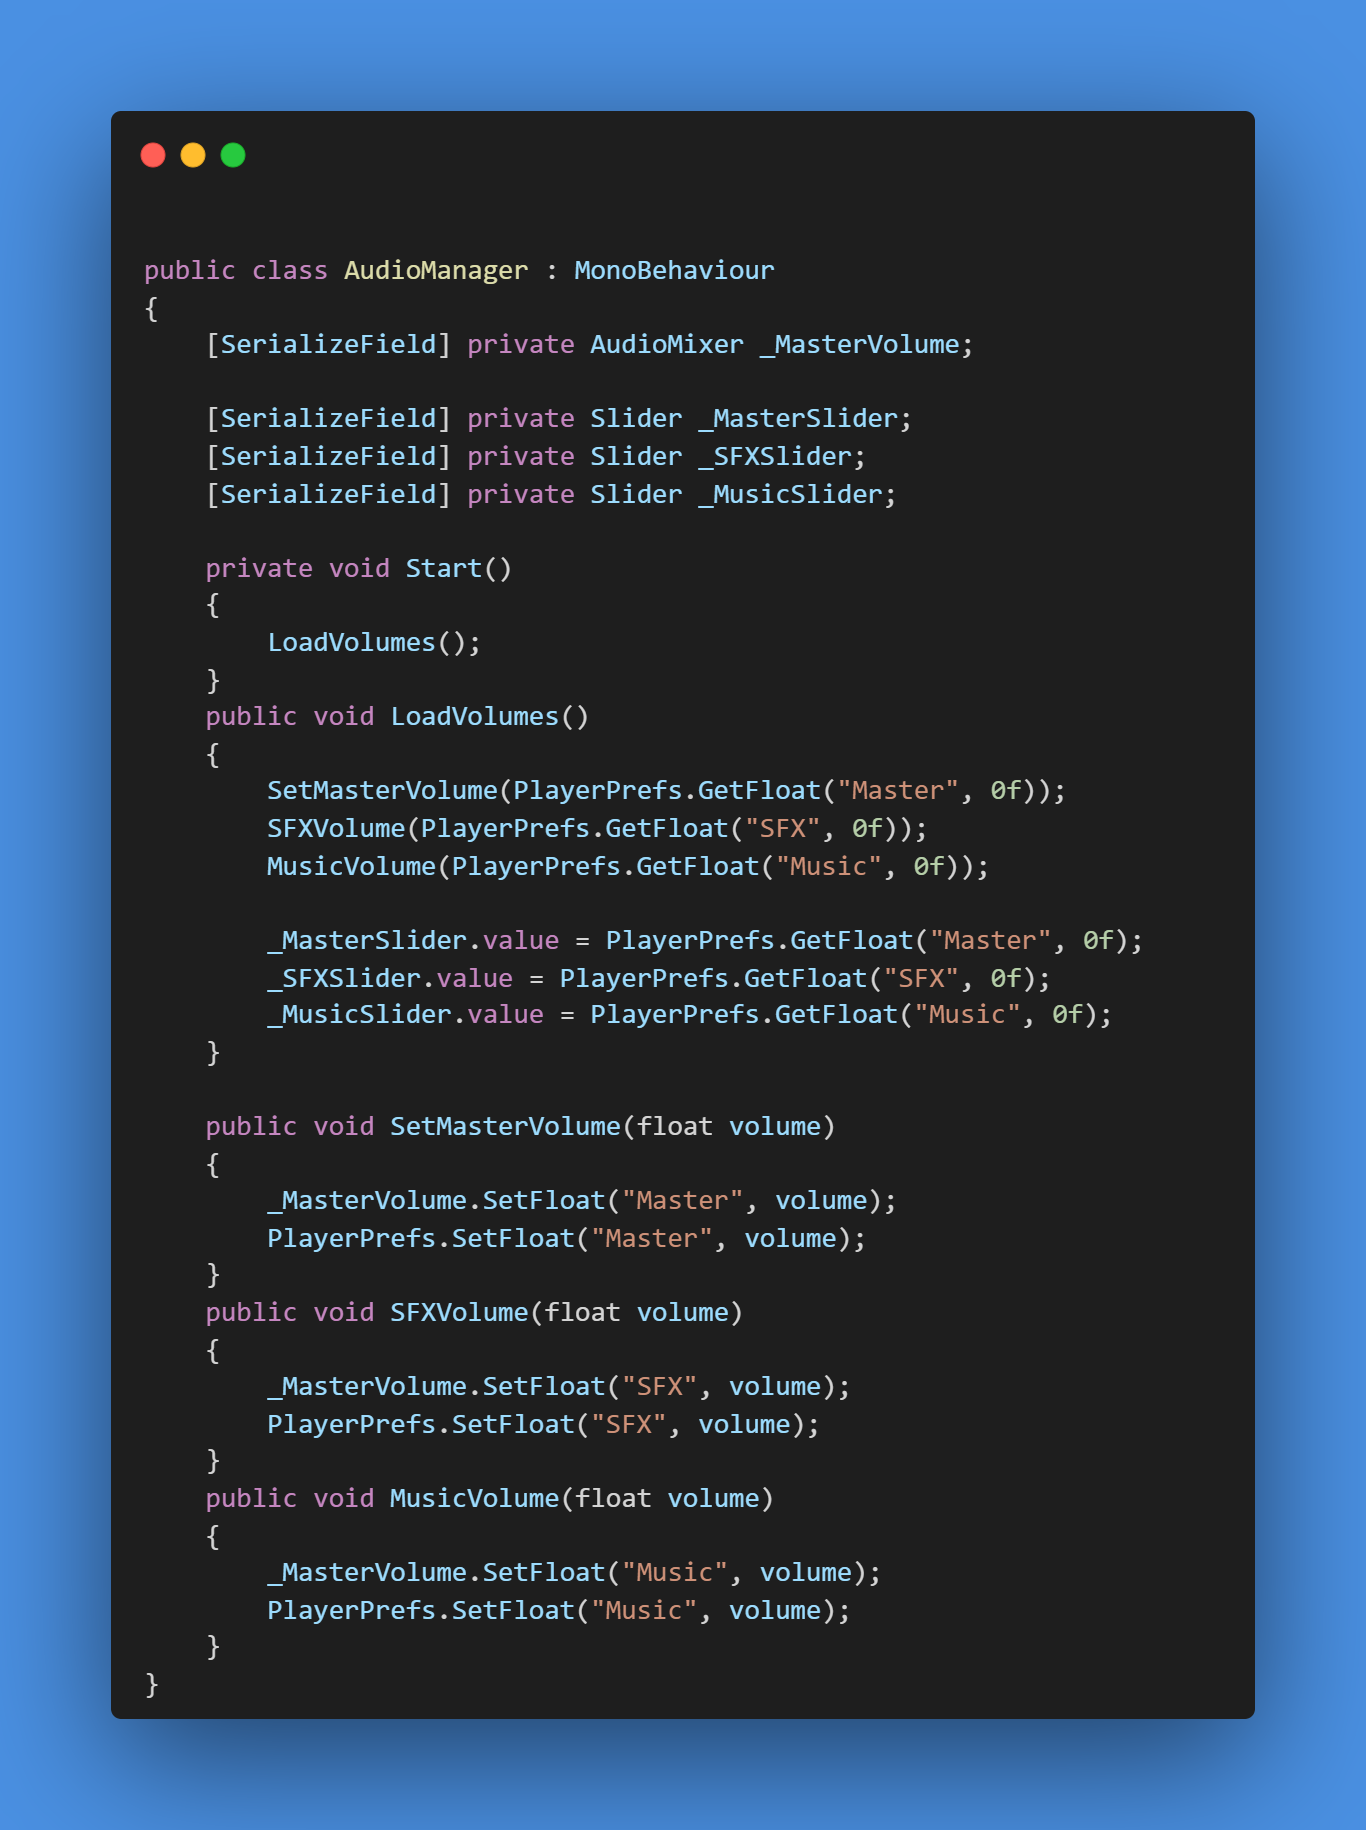 public class AudioManager : MonoBehaviour
{
    [SerializeField] private AudioMixer _MasterVolume;

    [SerializeField] private Slider _MasterSlider;
    [SerializeField] private Slider _SFXSlider;
    [SerializeField] private Slider _MusicSlider;

    private void Start()
    {
        LoadVolumes();
    }
    public void LoadVolumes()
    {
        SetMasterVolume(PlayerPrefs.GetFloat("Master", 0f));
        SFXVolume(PlayerPrefs.GetFloat("SFX", 0f));
        MusicVolume(PlayerPrefs.GetFloat("Music", 0f));

        _MasterSlider.value = PlayerPrefs.GetFloat("Master", 0f);
        _SFXSlider.value = PlayerPrefs.GetFloat("SFX", 0f);
        _MusicSlider.value = PlayerPrefs.GetFloat("Music", 0f);
    }

    public void SetMasterVolume(float volume)
    {
        _MasterVolume.SetFloat("Master", volume);
        PlayerPrefs.SetFloat("Master", volume);
    }
    public void SFXVolume(float volume)
    {
        _MasterVolume.SetFloat("SFX", volume);
        PlayerPrefs.SetFloat("SFX", volume);
    }
    public void MusicVolume(float volume)
    {
        _MasterVolume.SetFloat("Music", volume);
        PlayerPrefs.SetFloat("Music", volume);
    }
}